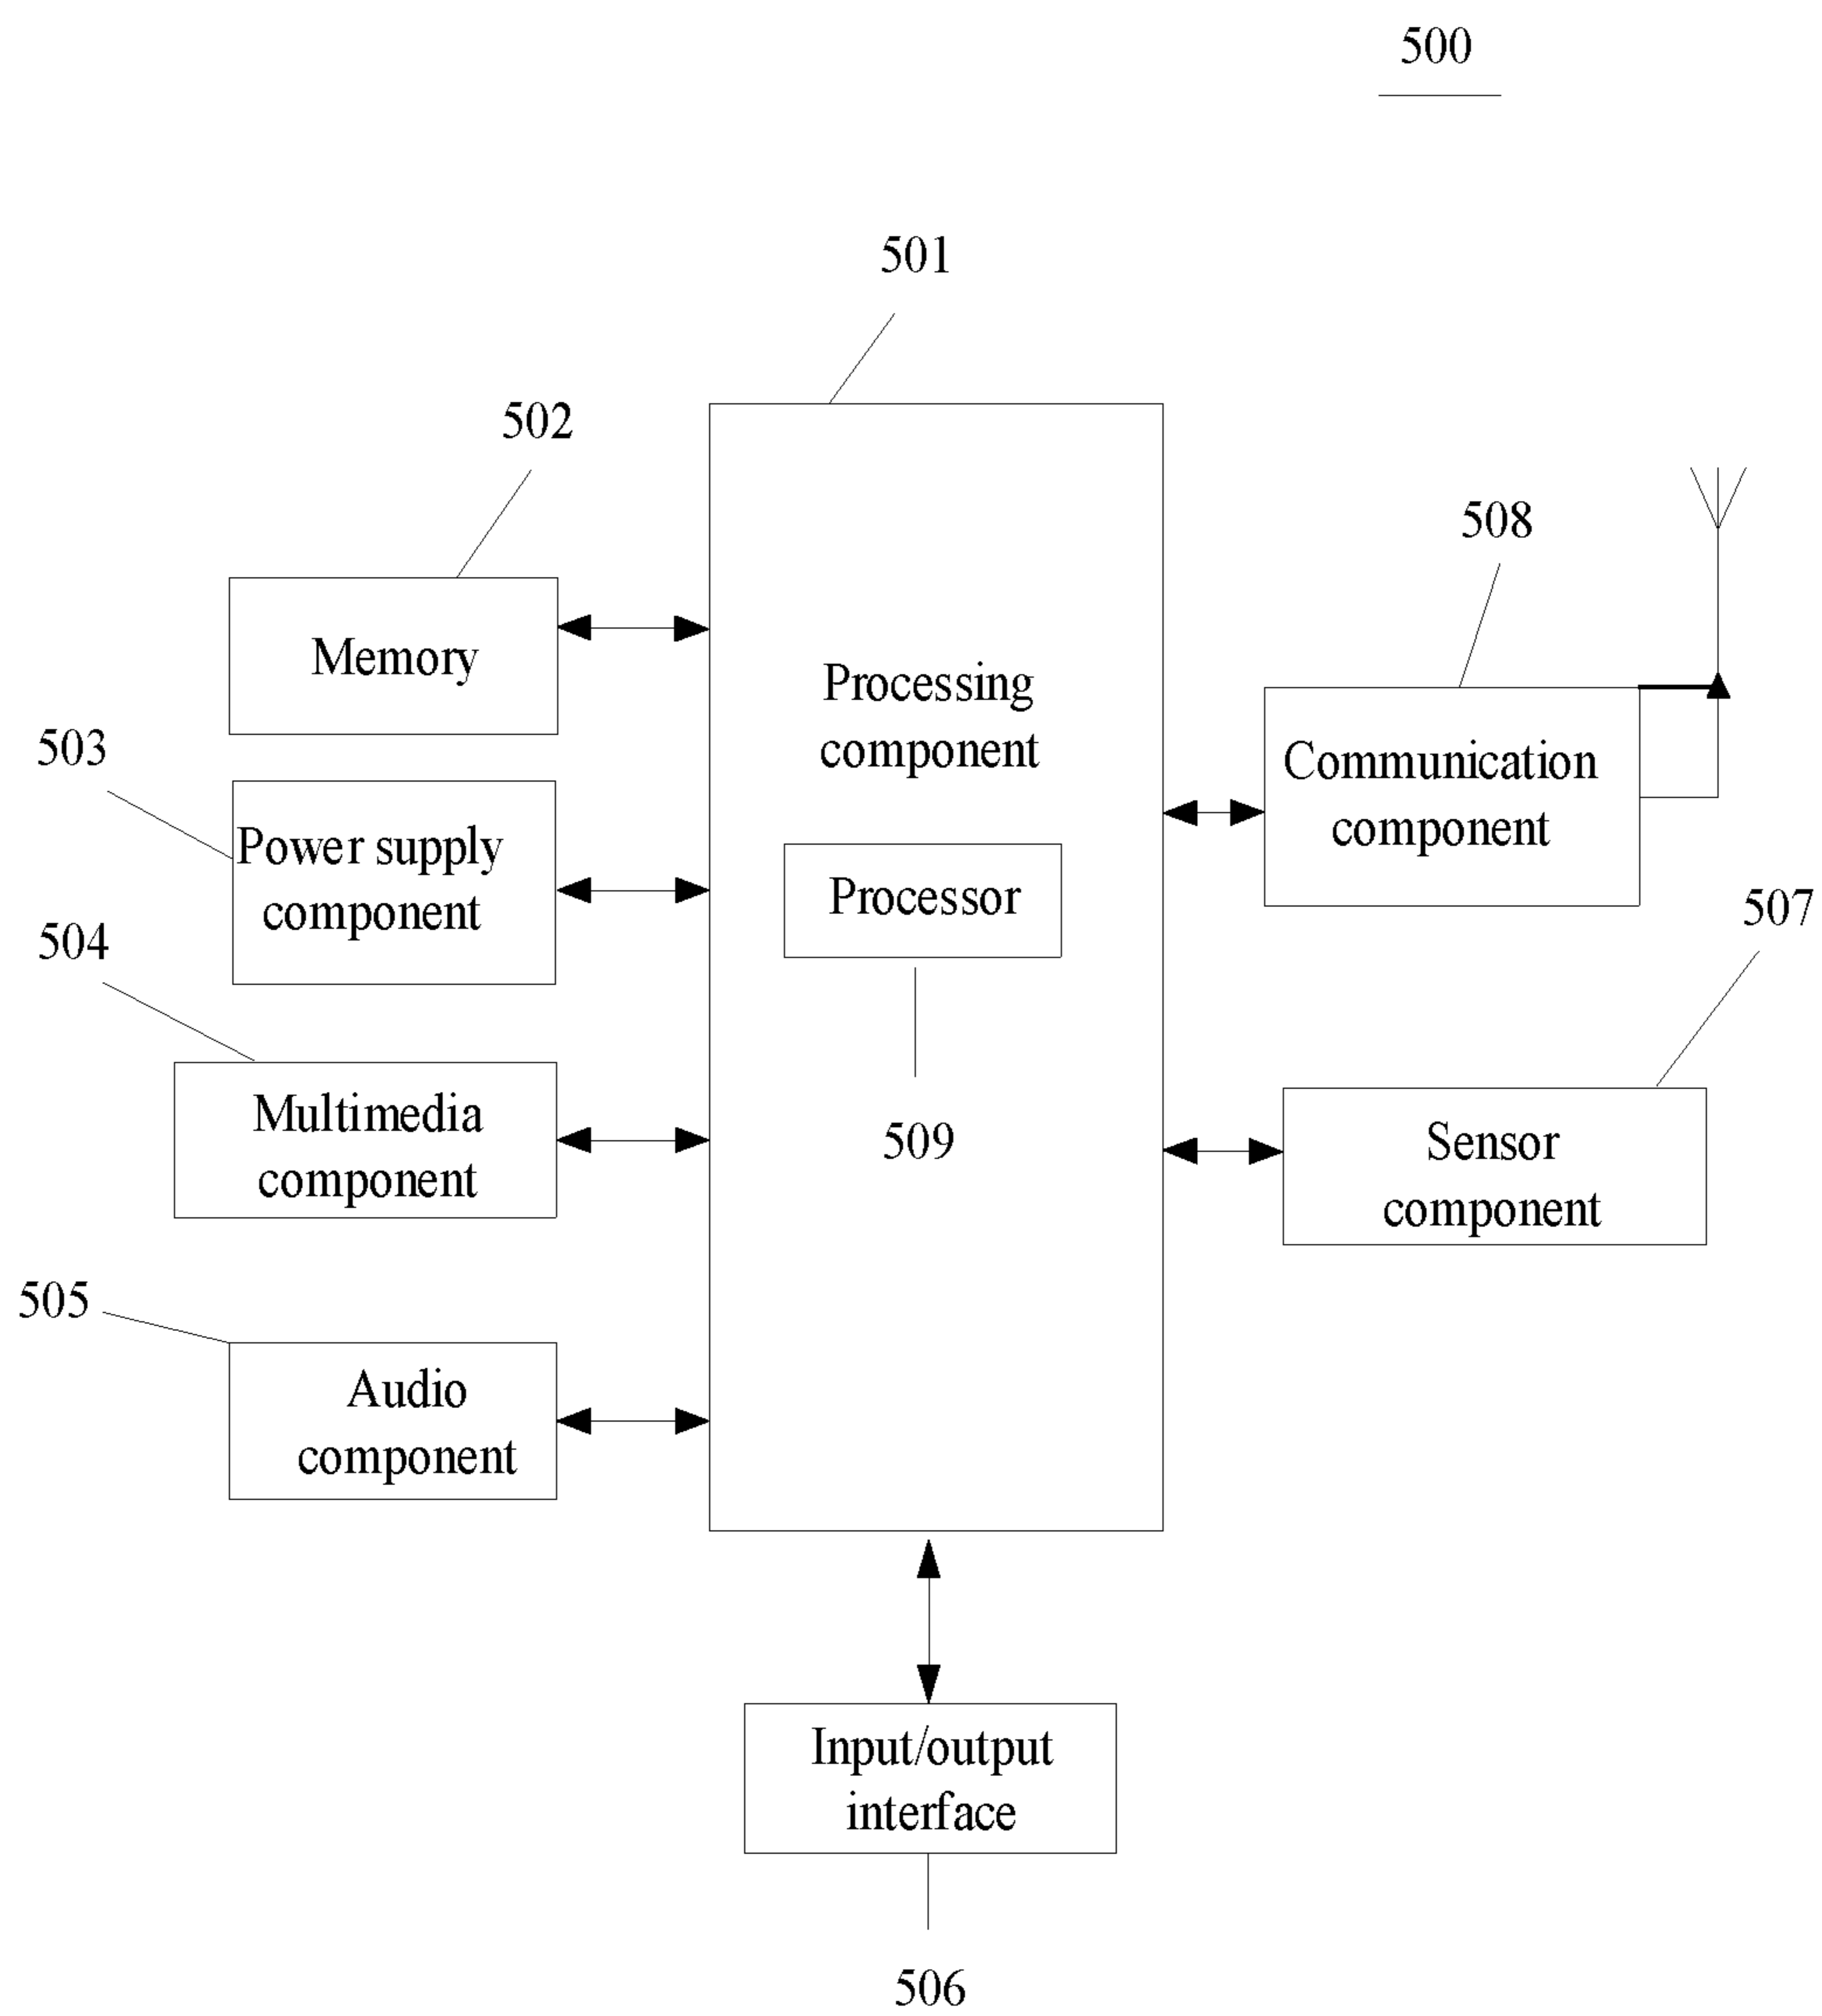 500
501
502
Memory
503
Power supply
component
504
Multimedia
component
505
Audio
component
Processing
component
Processor
509
508
Communication
component
507
Sensor
component
Input/output
interface
506